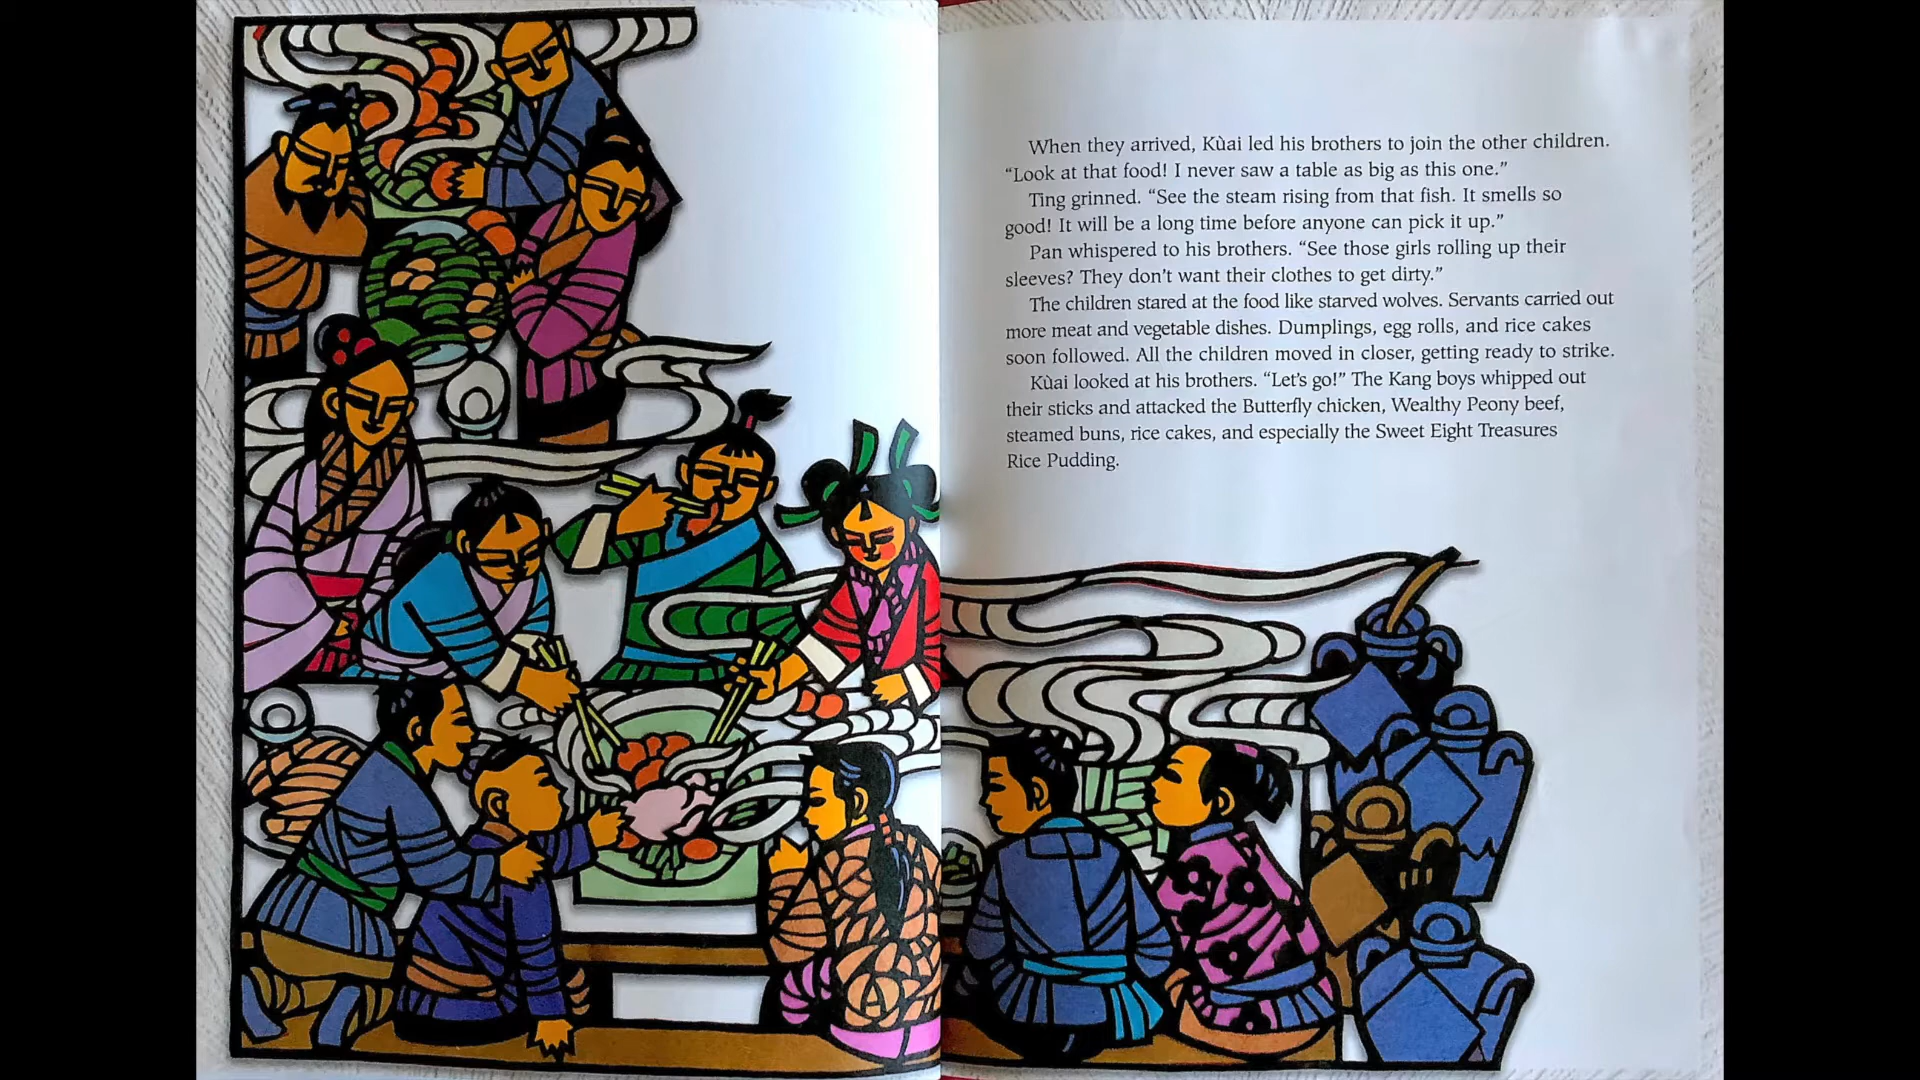 When they arrived, Kùai led his brothers to join the other children.
“Look at that food! I never saw a table as big as this one.”
Ting grinned. “See the steam rising from that fish. It smells so
good! It will be a long time before anyone can pick it up.”
Pan whispered to his brothers. “See those girls rolling up their
sleeves? They don’t want their clothes to get dirty.”
The children stared at the food like starved wolves. Servants carried out
more meat and vegetable dishes. Dumplings, egg rolls, and rice cakes
soon followed. All the children moved in closer, getting ready to strike.
Kùai looked at his brothers. “Let’s go!” The Kang boys whipped out
their sticks and attacked the Butterfly chicken, Wealthy Peony beef,
steamed buns, rice cakes, and especially the Sweet Eight Treasures
Rice Pudding.